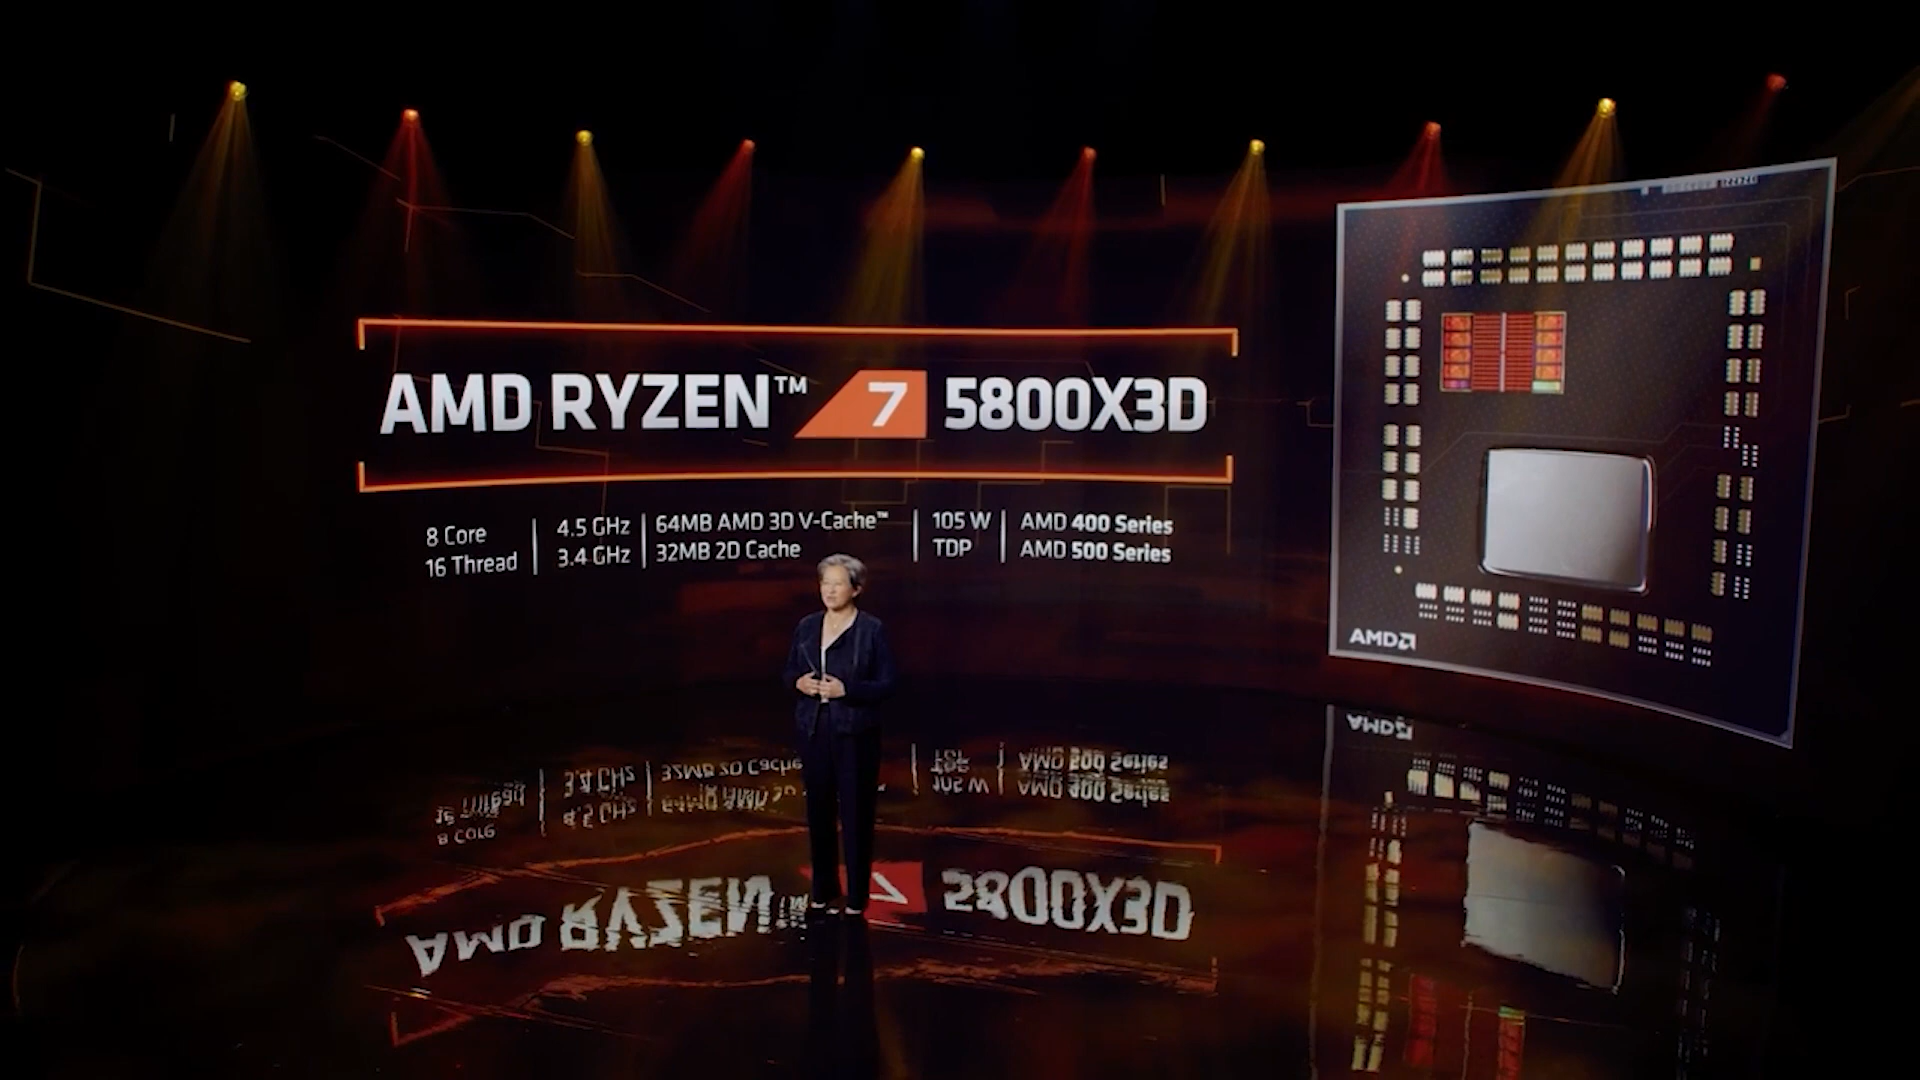 AMD RYZEN™ 7 5800X3D
8 Core
16 Thread
4.5 GHz
3.4 GHz
64MB AMD 3D V-Cache™
32MB 2D Cache
105 W
TDP
AMD 400 Series
AMD 500 Series
AMD